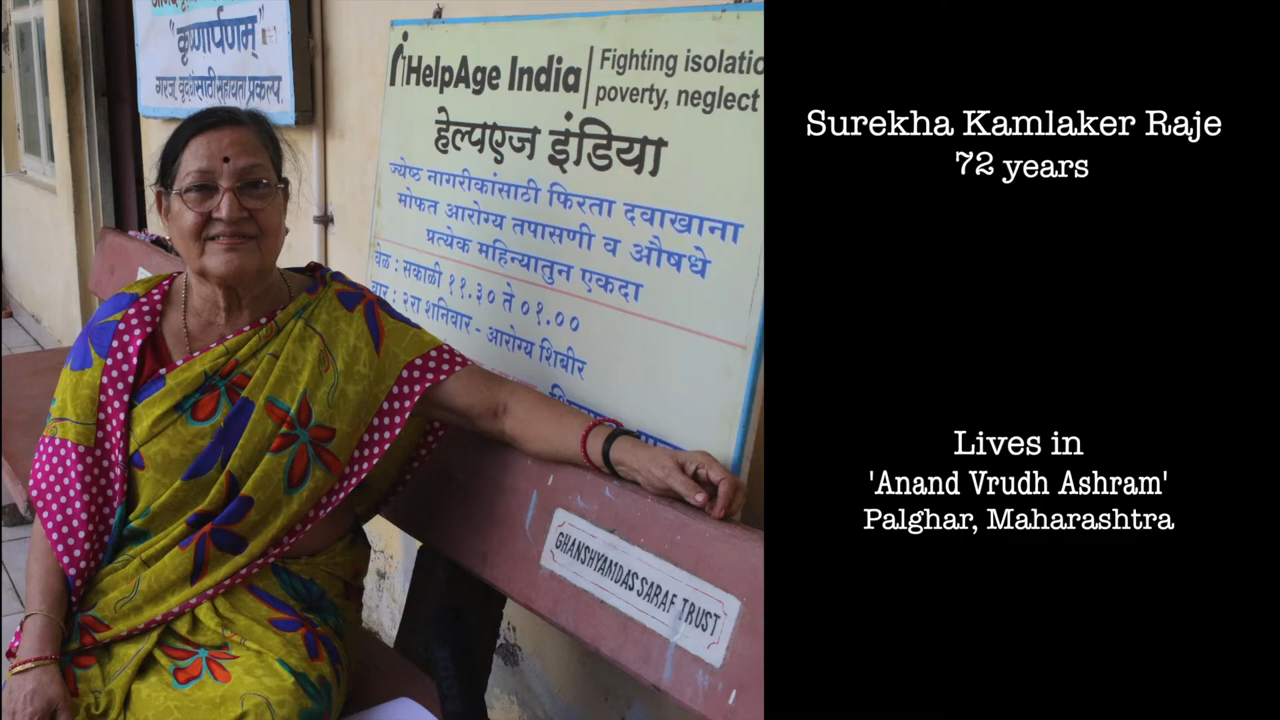 "कृष्णार्पणम्"
गरजू वृद्धांसाठी सहायता प्रकल्प.
HelpAge India
Fighting isolatio
poverty, neglect
हेल्पएज इंडिया
ज्येष्ठ नागरीकांसाठी फिरता दवाखाना
मोफत आरोग्य तपासणी व औषधे
प्रत्येक महिन्यातुन एकदा
वेळ : सकाळी ११.३० ते ०१.००
वार : २रा शनिवार - आरोग्य शिबीर
GHANSHYAMDAS SARAF TRUST
Surekha Kamlaker Raje
72 years
Lives in
'Anand Vrudh Ashram'
Palghar, Maharashtra